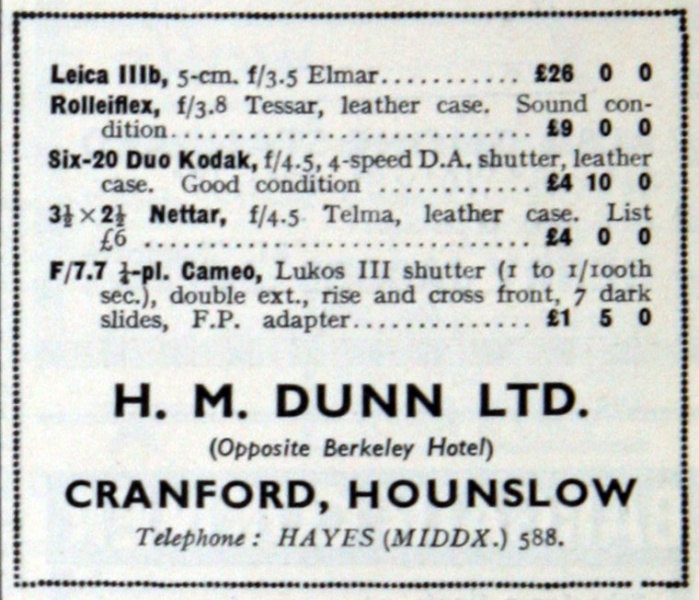 Leica IIIb, 5-cm. f/3.5 Elmar........... £26 0 0
Rolleiflex, f/3.8 Tessar, leather case. Sound con-
dition............................. £9 0 0
Six-20 Duo Kodak, f/4.5, 4-speed D.A. shutter, leather
case. Good condition ............ £4 10 0
3½ × 2½ Nettar, f/4.5 Telma, leather case. List
£6 ............................... £4 0 0
F/7.7 ¼-pl. Cameo, Lukos III shutter (1 to 1/100th
sec.), double ext., rise and cross front, 7 dark
slides, F.P. adapter.............. £1 5 0
H. M. DUNN LTD.
(Opposite Berkeley Hotel)
CRANFORD, HOUNSLOW
Telephone: HAYES (MIDDX.) 588.